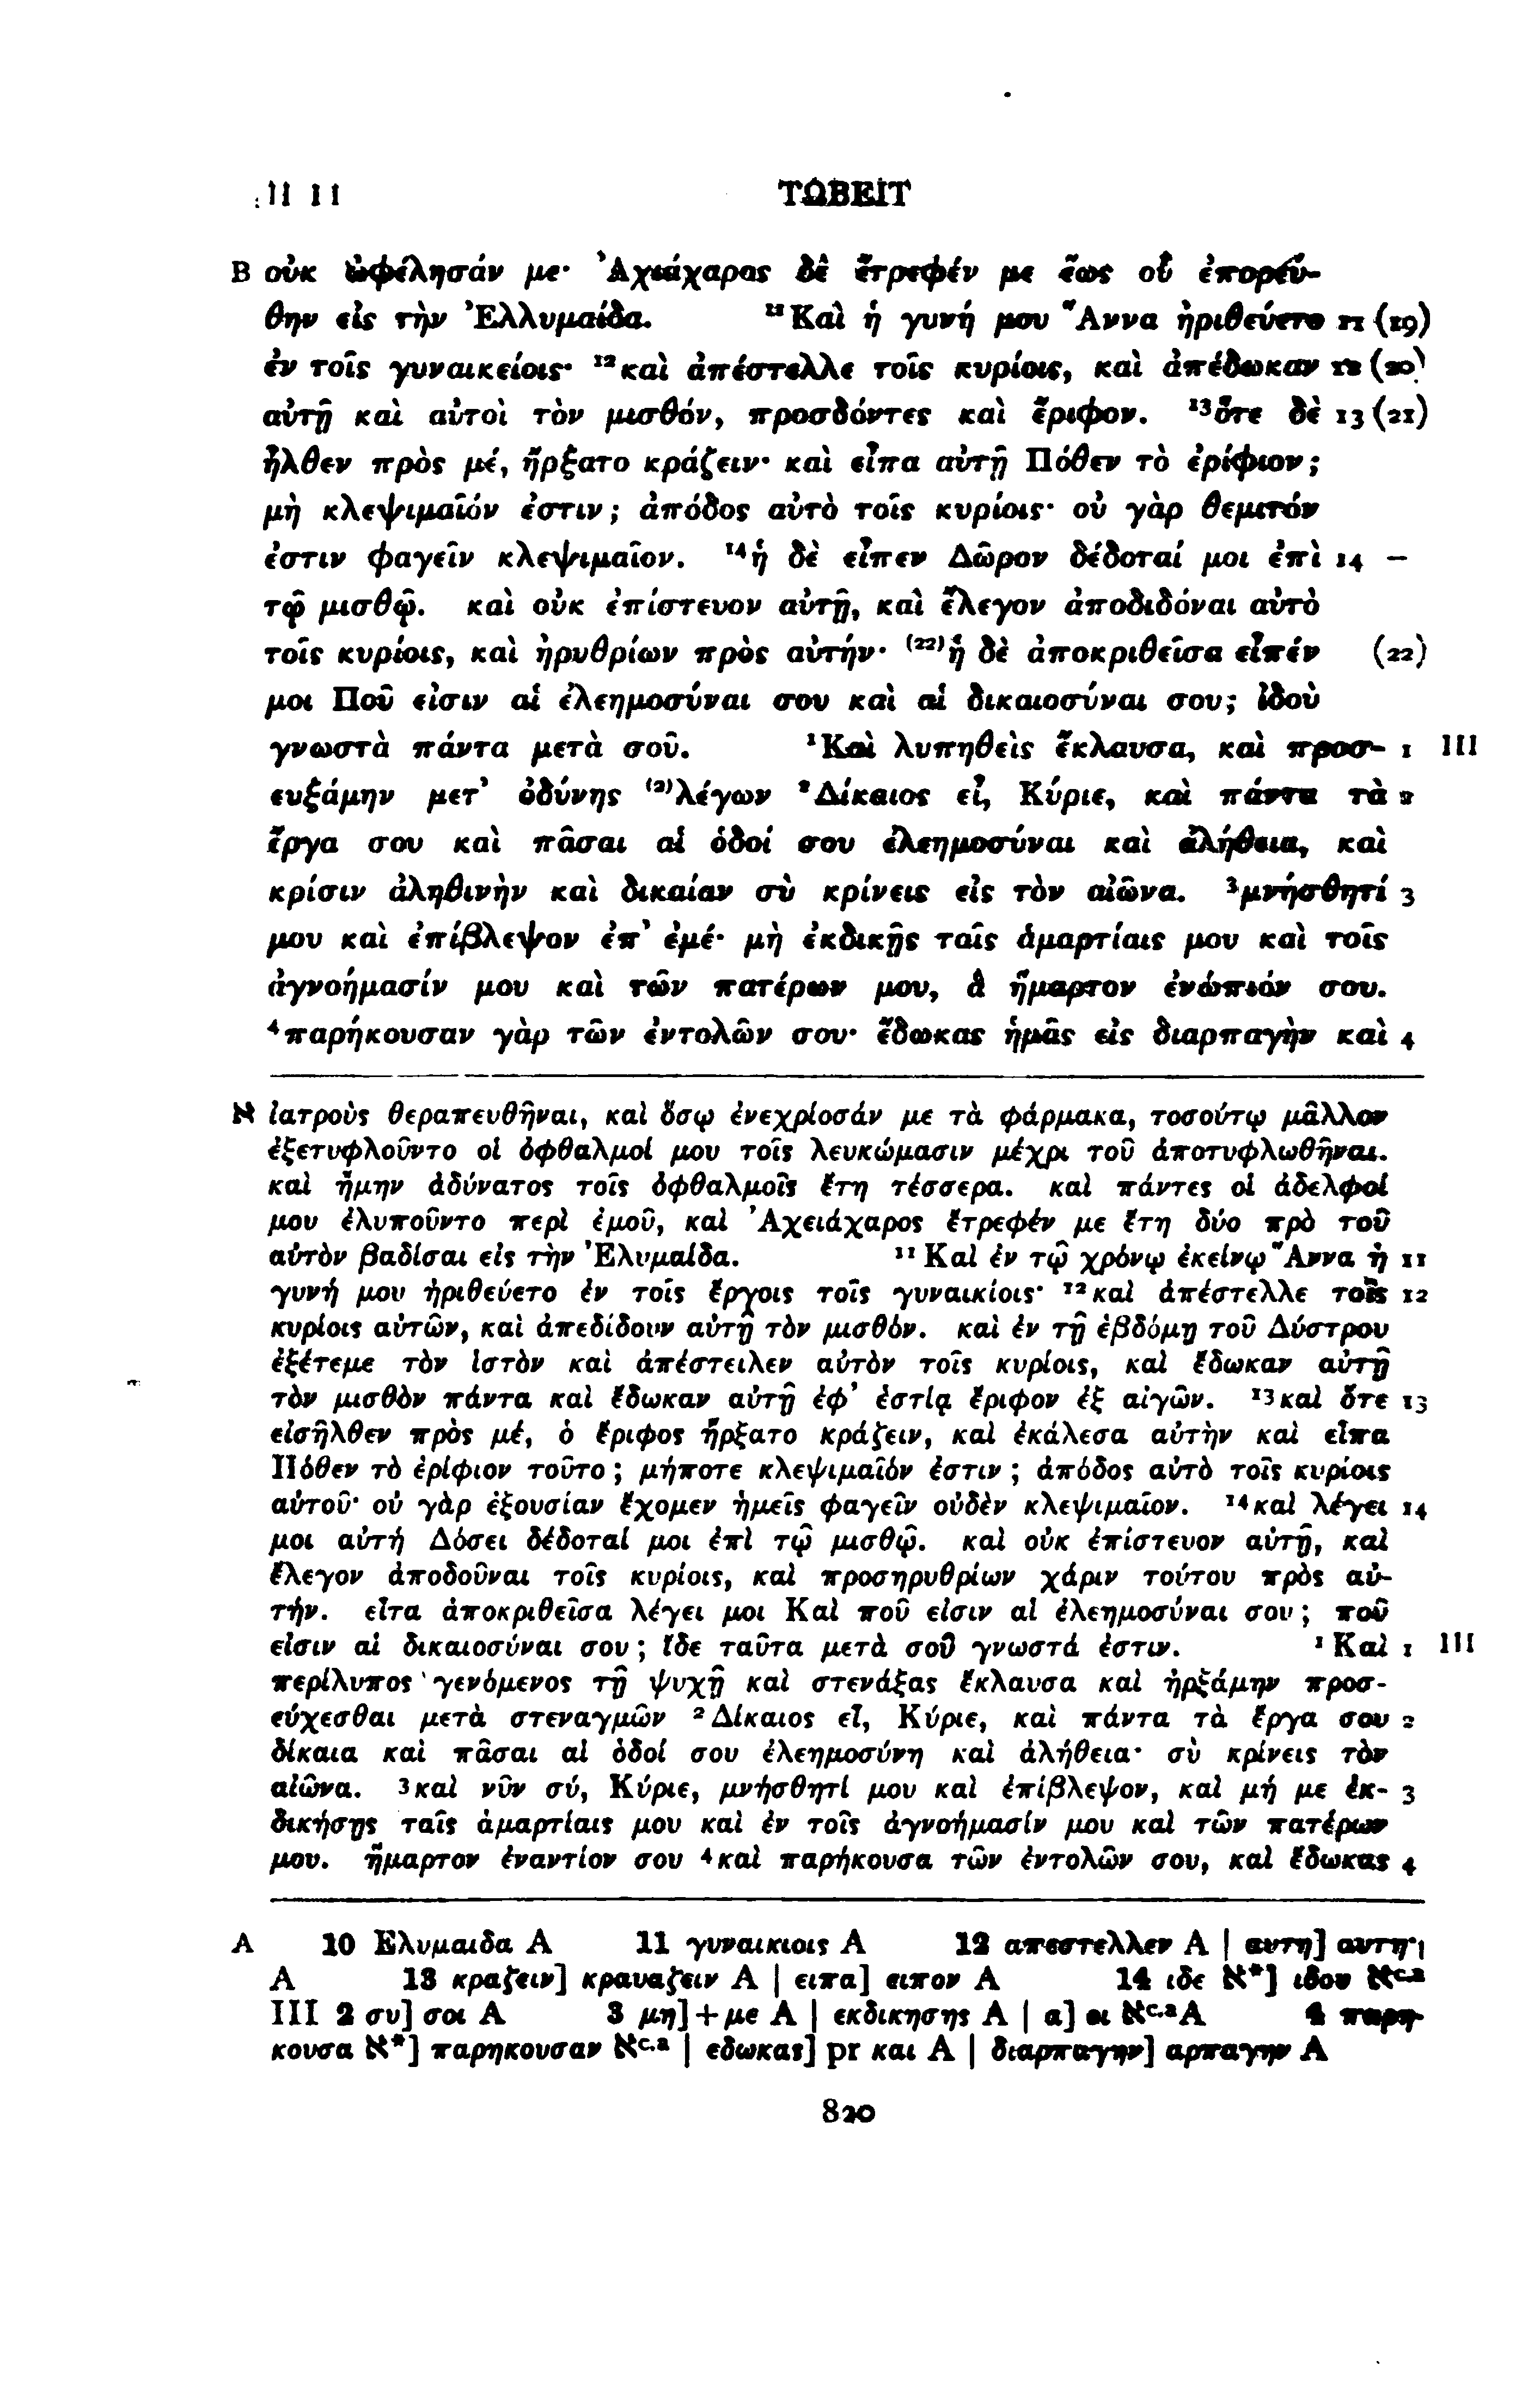 II 11 ΤΩΒΕΙΤ
B οὐκ ὠφέλησάν με· Ἀχιάχαρος δὲ ἔτρεφέν με ἕως οὗ ἐπορεύ-
θην εἰς τὴν Ἐλλυμαίδα. ¹¹Καὶ ἡ γυνή μου Ἅννα ἠριθεύετο 11 (19)
ἐν τοῖς γυναικείοις· ¹²καὶ ἀπέστελλε τοῖς κυρίοις, καὶ ἀπέδωκαν 12 (20)
αὐτῇ καὶ αὐτοὶ τὸν μισθόν, προσδόντες καὶ ἔριφον. ¹³ὅτε δὲ 13 (21)
ἦλθεν πρὸς μέ, ἤρξατο κράζειν· καὶ εἶπα αὐτῇ Πόθεν τὸ ἐρίφιον;
μὴ κλεψιμαῖόν ἐστιν; ἀπόδος αὐτὸ τοῖς κυρίοις· οὐ γὰρ θεμιτόν
ἐστιν φαγεῖν κλεψιμαῖον. ¹⁴ἡ δὲ εἶπεν Δῶρον δέδοταί μοι ἐπὶ 14 –
τῷ μισθῷ. καὶ οὐκ ἐπίστευον αὐτῇ, καὶ ἔλεγον ἀποδιδόναι αὐτὸ
τοῖς κυρίοις, καὶ ἠρυθρίων πρὸς αὐτήν· ⁽²²⁾ἡ δὲ ἀποκριθεῖσα εἶπέν (22)
μοι Ποῦ εἰσιν αἱ ἐλεημοσύναι σου καὶ αἱ δικαιοσύναι σου; ἰδοὺ
γνωστὰ πάντα μετὰ σοῦ. ¹Καὶ λυπηθεὶς ἔκλαυσα, καὶ προσ- 1 III
ευξάμην μετ’ ὀδύνης ⁽²⁾λέγων ²Δίκαιος εἶ, Κύριε, καὶ πάντα τὰ 2
ἔργα σου καὶ πᾶσαι αἱ ὁδοί σου ἐλεημοσύναι καὶ ἀλήθεια, καὶ
κρίσιν ἀληθινὴν καὶ δικαίαν σὺ κρίνεις εἰς τὸν αἰῶνα. ³μνήσθητί 3
μου καὶ ἐπίβλεψον ἐπ’ ἐμέ· μὴ ἐκδικῇς ταῖς ἁμαρτίαις μου καὶ τοῖς
ἀγνοήμασίν μου καὶ τῶν πατέρων μου, ἃ ἥμαρτον ἐνώπιόν σου.
⁴παρήκουσαν γὰρ τῶν ἐντολῶν σου· ἔδωκας ἡμᾶς εἰς διαρπαγὴν καὶ 4
א ἰατροὺς θεραπευθῆναι, καὶ ὅσῳ ἐνεχρίοσάν με τὰ φάρμακα, τοσούτῳ μᾶλλον
ἐξετυφλοῦντο οἱ ὀφθαλμοί μου τοῖς λευκώμασιν μέχρι τοῦ ἀποτυφλωθῆναι.
καὶ ἤμην ἀδύνατος τοῖς ὀφθαλμοῖς ἔτη τέσσερα. καὶ πάντες οἱ ἀδελφοί
μου ἐλυποῦντο περὶ ἐμοῦ, καὶ Ἀχειάχαρος ἔτρεφέν με ἔτη δύο πρὸ τοῦ
αὐτὸν βαδίσαι εἰς τὴν Ἐλυμαίδα. ¹¹Καὶ ἐν τῷ χρόνῳ ἐκείνῳ Ἅννα ἡ 11
γυνή μου ἠριθεύετο ἐν τοῖς ἔργοις τοῖς γυναικίοις· ¹²καὶ ἀπέστελλε τοῖς 12
κυρίοις αὐτῶν, καὶ ἀπεδίδουν αὐτῇ τὸν μισθόν. καὶ ἐν τῇ ἑβδόμῃ τοῦ Δύστρου
ἐξέτεμε τὸν ἱστὸν καὶ ἀπέστειλεν αὐτὸν τοῖς κυρίοις, καὶ ἔδωκαν αὐτῇ
τὸν μισθὸν πάντα καὶ ἔδωκαν αὐτῇ ἐφ’ ἑστίᾳ ἔριφον ἐξ αἰγῶν. ¹³καὶ ὅτε 13
εἰσῆλθεν πρὸς μέ, ὁ ἔριφος ἤρξατο κράζειν, καὶ ἐκάλεσα αὐτὴν καὶ εἶπα
Πόθεν τὸ ἐρίφιον τοῦτο; μήποτε κλεψιμαῖόν ἐστιν; ἀπόδος αὐτὸ τοῖς κυρίοις
αὐτοῦ· οὐ γὰρ ἐξουσίαν ἔχομεν ἡμεῖς φαγεῖν οὐδὲν κλεψιμαῖον. ¹⁴καὶ λέγει 14
μοι αὐτή Δόσει δέδοταί μοι ἐπὶ τῷ μισθῷ. καὶ οὐκ ἐπίστευον αὐτῇ, καὶ
ἔλεγον ἀποδοῦναι τοῖς κυρίοις, καὶ προσηρυθρίων χάριν τούτου πρὸς αὐ-
τήν. εἶτα ἀποκριθεῖσα λέγει μοι Καὶ ποῦ εἰσιν αἱ ἐλεημοσύναι σου; ποῦ
εἰσιν αἱ δικαιοσύναι σου; ἴδε ταῦτα μετὰ σοῦ γνωστά ἐστιν. ¹Καὶ 1 III
περίλυπος γενόμενος τῇ ψυχῇ καὶ στενάξας ἔκλαυσα καὶ ἠρξάμην προσ-
εύχεσθαι μετὰ στεναγμῶν ²Δίκαιος εἶ, Κύριε, καὶ πάντα τὰ ἔργα σου 2
δίκαια καὶ πᾶσαι αἱ ὁδοί σου ἐλεημοσύνη καὶ ἀλήθεια· σὺ κρίνεις τὸν
αἰῶνα. ³καὶ νῦν σύ, Κύριε, μνήσθητί μου καὶ ἐπίβλεψον, καὶ μή με ἐκ- 3
δικήσῃς ταῖς ἁμαρτίαις μου καὶ ἐν τοῖς ἀγνοήμασίν μου καὶ τῶν πατέρων
μου. ἥμαρτον ἐναντίον σου ⁴καὶ παρήκουσα τῶν ἐντολῶν σου, καὶ ἔδωκας 4
A 10 Ελυμαιδα A 11 γυναικιοις A 12 απεστελλεν A | αυτη] αυτη·ι
A 13 κραζειν] κραυαζειν A | ειπα] ειπον A 14 ιδε א*] ιδου אᶜ·ᵃ
III 2 συ] σοι A 3 μη]+με A | εκδικησης A | α] οι אᶜ·ᵃA 4 παρη-
κουσα א*] παρηκουσαν אᶜ·ᵃ | εδωκας] pr και A | διαρπαγην] αρπαγην A
820